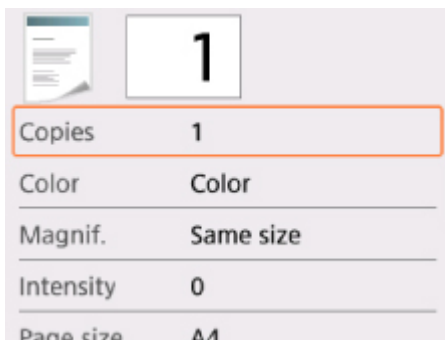 1
Copies 1
Color Color
Magnif. Same size
Intensity 0
Page size A4